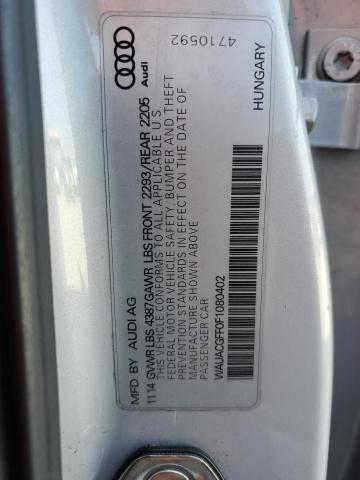 4710592
HUNGARY
Audi
MFD. BY AUDI AG
11 14 GVWR LBS 4387 GAWR LBS FRONT 2293/REAR 2205
THIS VEHICLE CONFORMS TO ALL APPLICABLE U.S.
FEDERAL MOTOR VEHICLE SAFETY, BUMPER AND THEFT
PREVENTION STANDARDS IN EFFECT ON THE DATE OF
MANUFACTURE SHOWN ABOVE
PASSENGER CAR
WAUACGFF0F1080402